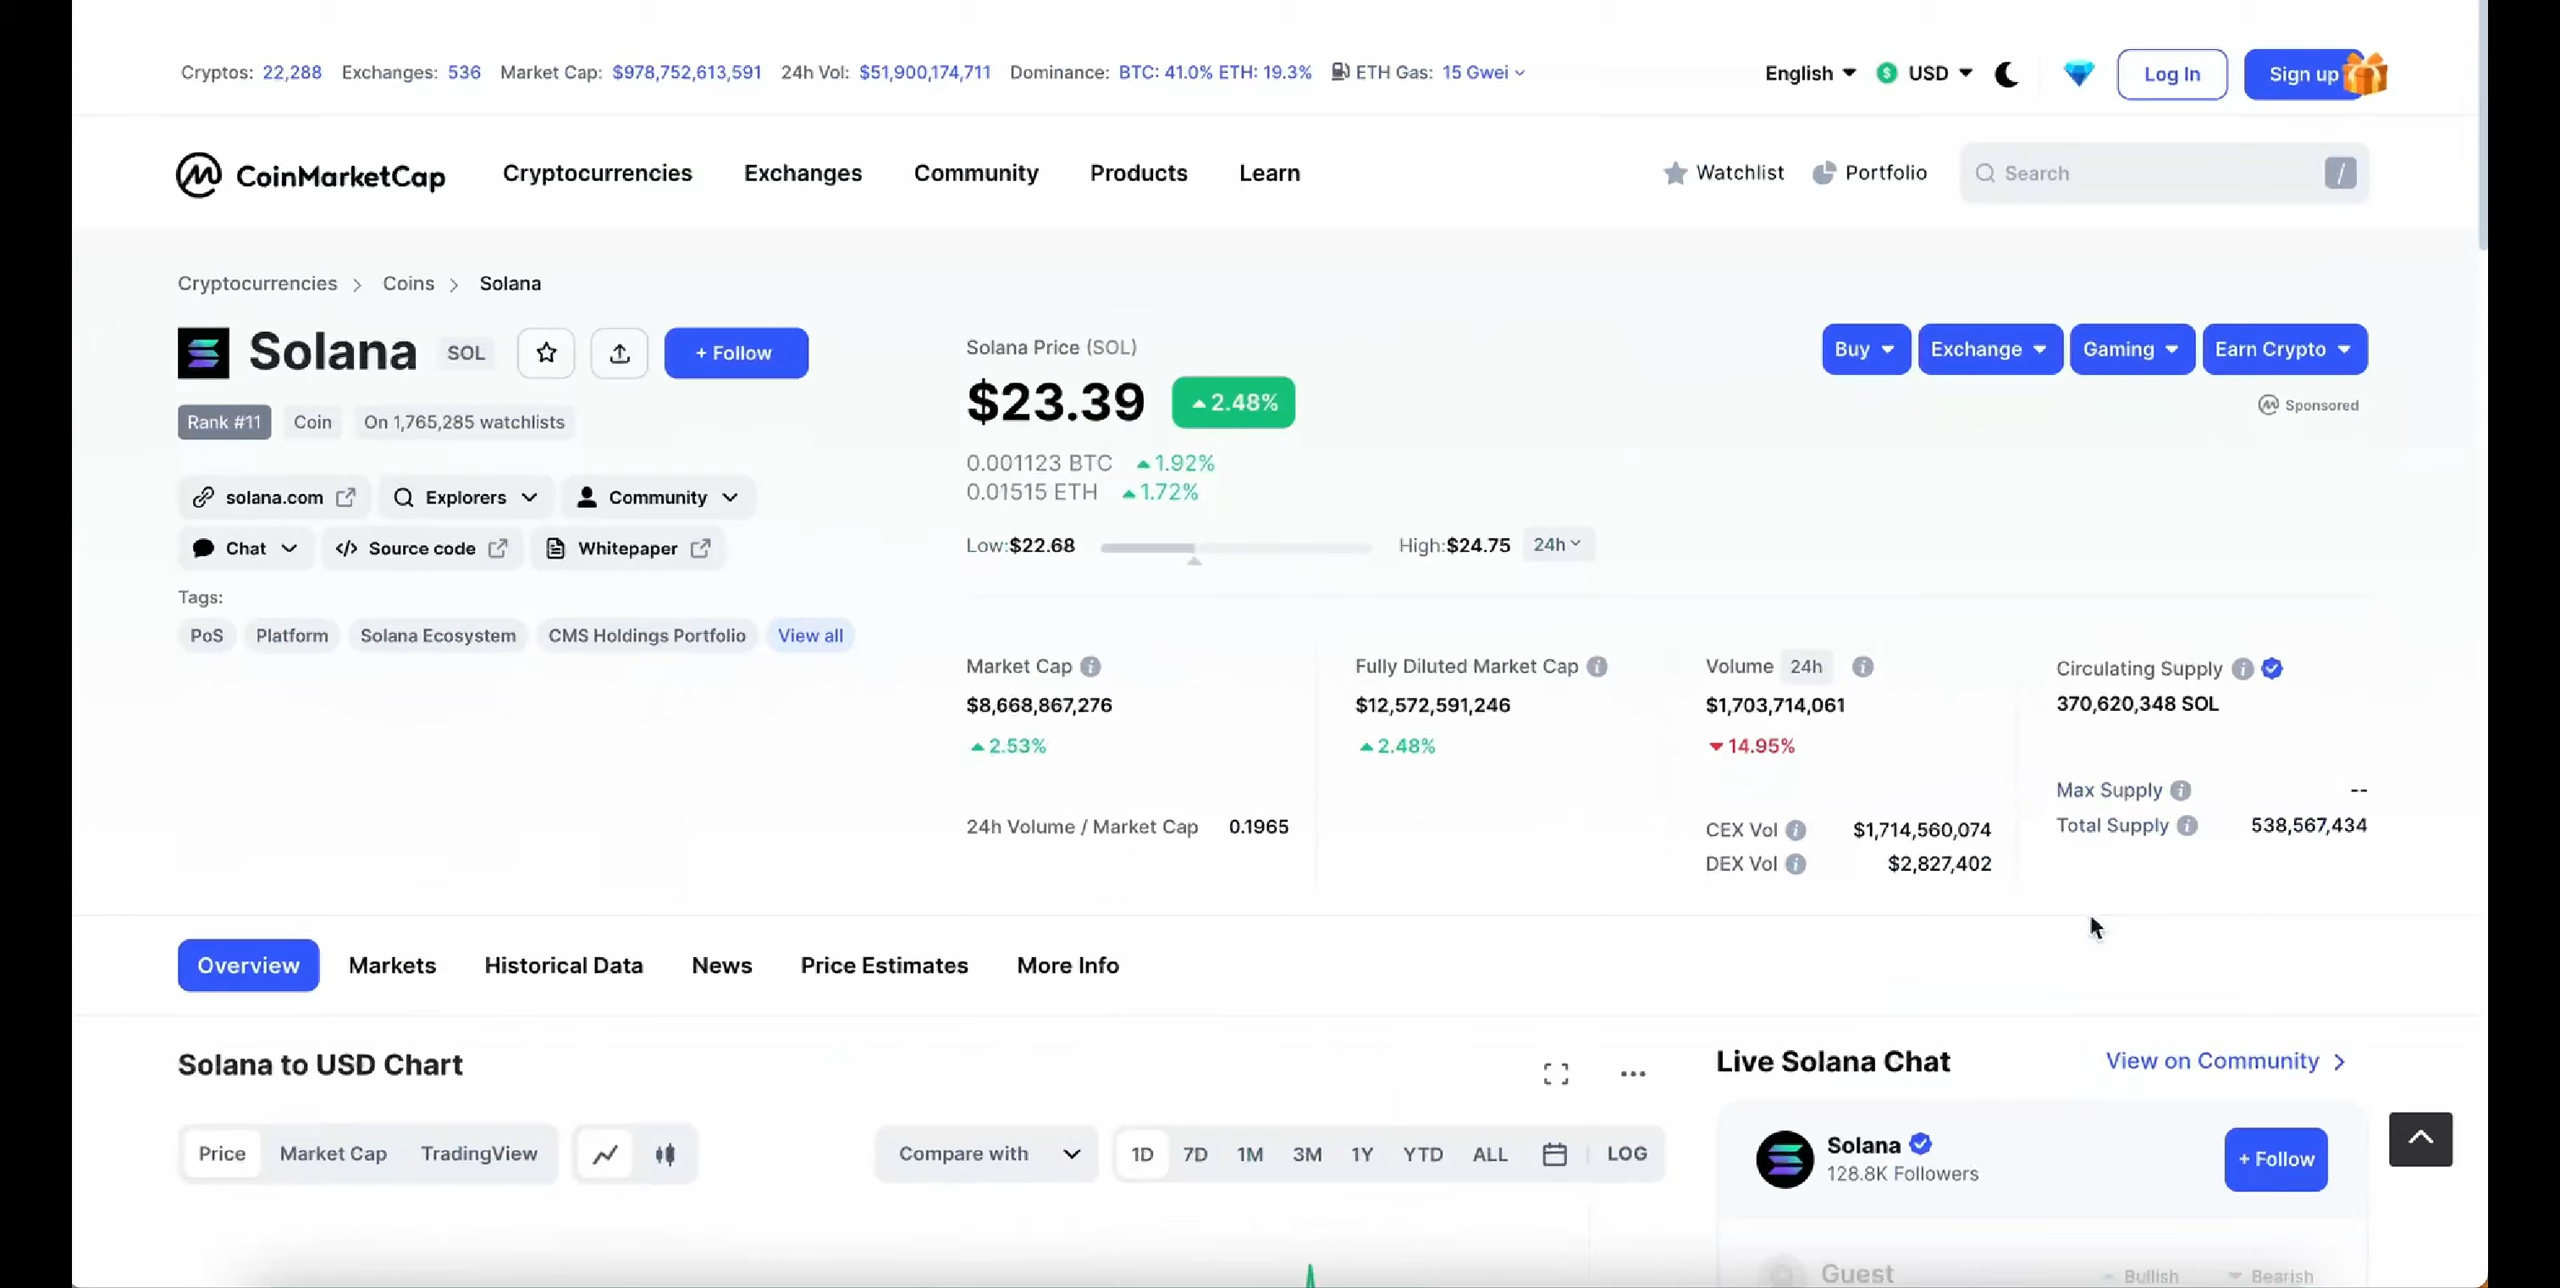 Cryptos: 22,288 Exchanges: 536 Market Cap: $978,752,613,591 24h Vol: $51,900,174,711 Dominance: BTC: 41.0% ETH: 19.3% ETH Gas: 15 Gwei English USD Log In Sign up
CoinMarketCap Cryptocurrencies Exchanges Community Products Learn Watchlist Portfolio Search /
Cryptocurrencies > Coins > Solana
Solana SOL + Follow
Rank #11 Coin On 1,765,285 watchlists
solana.com Explorers Community
Chat Source code Whitepaper
Tags:
PoS Platform Solana Ecosystem CMS Holdings Portfolio View all
Solana Price (SOL)
$23.39 2.48%
0.001123 BTC 1.92%
0.01515 ETH 1.72%
Low:$22.68 High:$24.75 24h
Buy Exchange Gaming Earn Crypto
Sponsored
Market Cap
$8,668,867,276
2.53%
24h Volume / Market Cap 0.1965
Fully Diluted Market Cap
$12,572,591,246
2.48%
Volume 24h
$1,703,714,061
14.95%
CEX Vol $1,714,560,074
DEX Vol $2,827,402
Circulating Supply
370,620,348 SOL
Max Supply --
Total Supply 538,567,434
Overview Markets Historical Data News Price Estimates More Info
Solana to USD Chart
Price Market Cap TradingView Compare with 1D 7D 1M 3M 1Y YTD ALL LOG
Live Solana Chat View on Community >
Solana
128.8K Followers
+ Follow
Guest Bullish Bearish